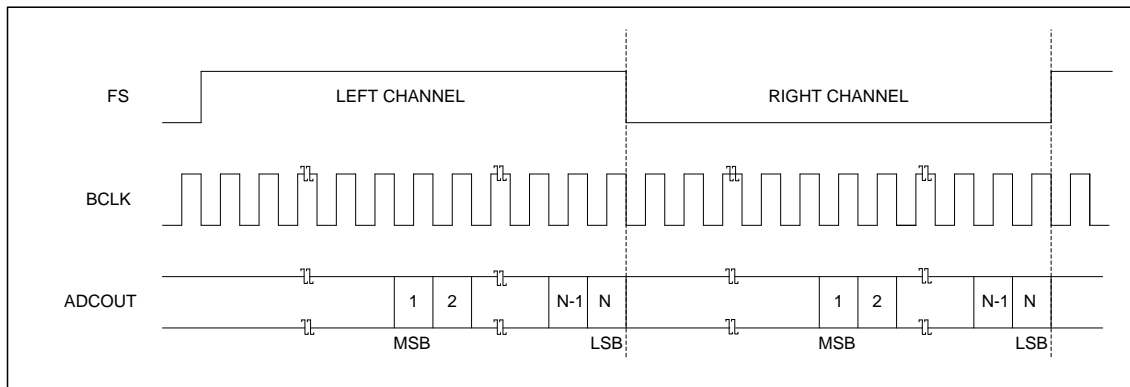 FS
LEFT CHANNEL
RIGHT CHANNEL
BCLK
ADCOUT
1
2
N-1
N
1
2
N-1
N
MSB
LSB
MSB
LSB